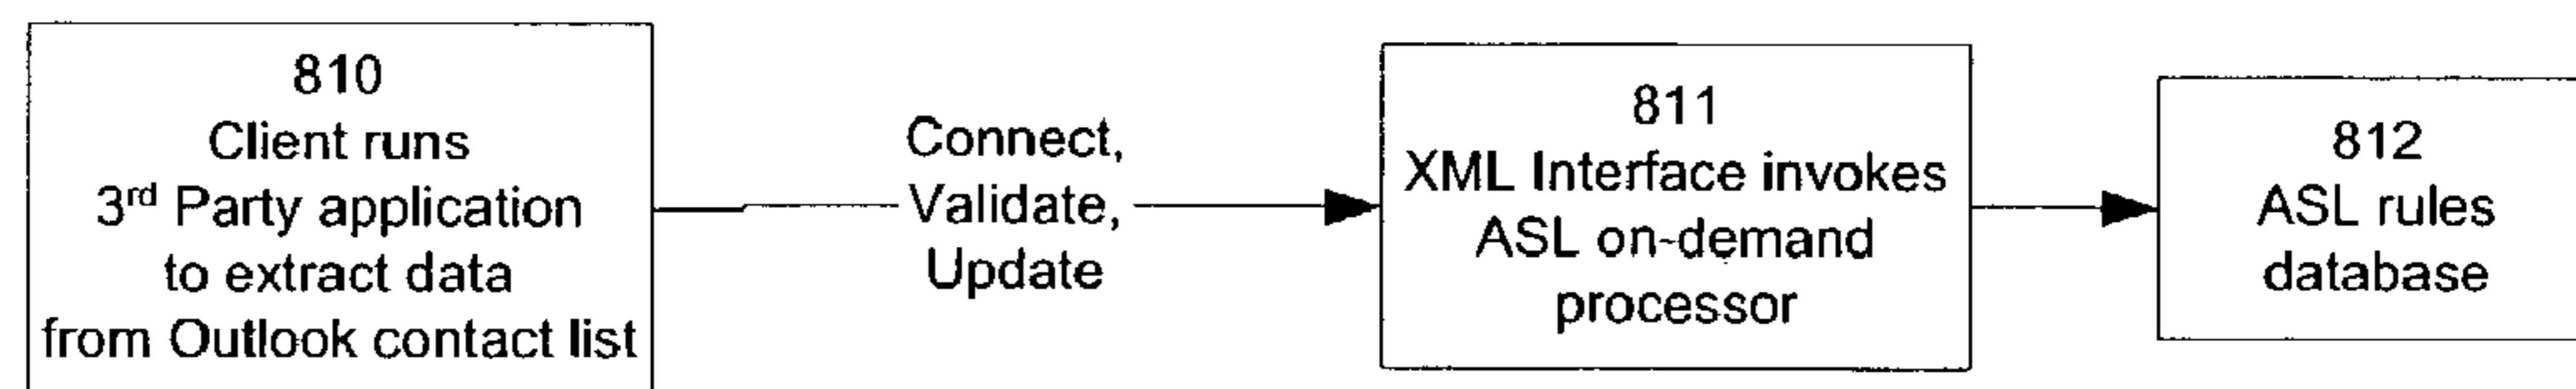 810
Client runs
3rd Party application
to extract data
from Outlook contact list
Connect,
Validate,
Update
811
XML Interface invokes
ASL on-demand
processor
812
ASL rules
database